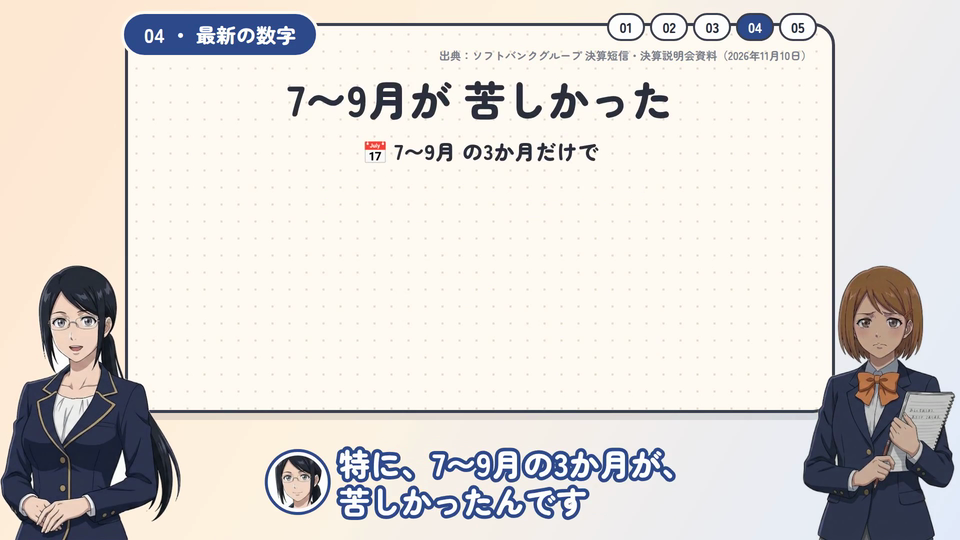 04 ・ 最新の数字
01 02 03 04 05
出典：ソフトバンクグループ 決算短信・決算説明会資料（2026年11月10日）
7〜9月が 苦しかった
July 17 7〜9月 の3か月だけで
特に、7〜9月の3か月が、
苦しかったんです